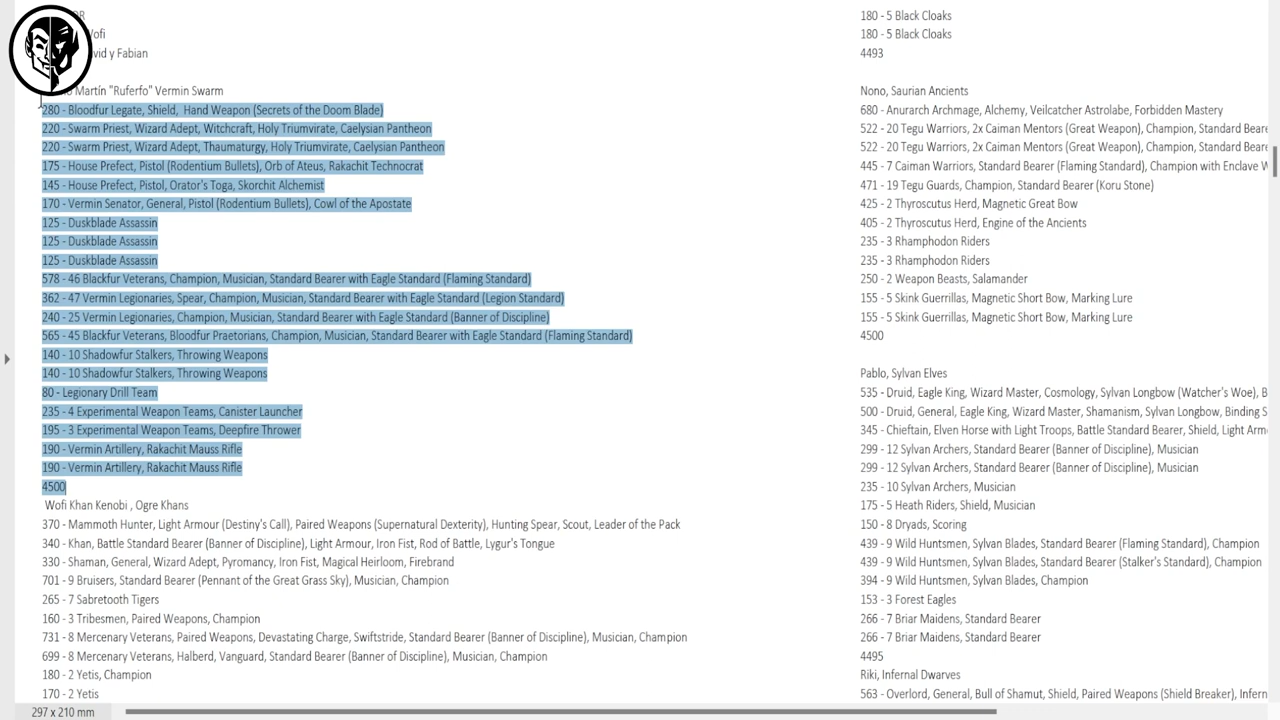 DR
Wofi
vid y Fabian
Martín "Ruferfo" Vermin Swarm
280 - Bloodfur Legate, Shield, Hand Weapon (Secrets of the Doom Blade)
220 - Swarm Priest, Wizard Adept, Witchcraft, Holy Triumvirate, Caelysian Pantheon
220 - Swarm Priest, Wizard Adept, Thaumaturgy, Holy Triumvirate, Caelysian Pantheon
175 - House Prefect, Pistol (Rodentium Bullets), Orb of Ateus, Rakachit Technocrat
145 - House Prefect, Pistol, Orator's Toga, Skorchit Alchemist
170 - Vermin Senator, General, Pistol (Rodentium Bullets), Cowl of the Apostate
125 - Duskblade Assassin
125 - Duskblade Assassin
125 - Duskblade Assassin
578 - 46 Blackfur Veterans, Champion, Musician, Standard Bearer with Eagle Standard (Flaming Standard)
362 - 47 Vermin Legionaries, Spear, Champion, Musician, Standard Bearer with Eagle Standard (Legion Standard)
240 - 25 Vermin Legionaries, Champion, Musician, Standard Bearer with Eagle Standard (Banner of Discipline)
565 - 45 Blackfur Veterans, Bloodfur Praetorians, Champion, Musician, Standard Bearer with Eagle Standard (Flaming Standard)
140 - 10 Shadowfur Stalkers, Throwing Weapons
140 - 10 Shadowfur Stalkers, Throwing Weapons
80 - Legionary Drill Team
235 - 4 Experimental Weapon Teams, Canister Launcher
195 - 3 Experimental Weapon Teams, Deepfire Thrower
190 - Vermin Artillery, Rakachit Mauss Rifle
190 - Vermin Artillery, Rakachit Mauss Rifle
4500
Wofi Khan Kenobi , Ogre Khans
370 - Mammoth Hunter, Light Armour (Destiny's Call), Paired Weapons (Supernatural Dexterity), Hunting Spear, Scout, Leader of the Pack
340 - Khan, Battle Standard Bearer (Banner of Discipline), Light Armour, Iron Fist, Rod of Battle, Lygur's Tongue
330 - Shaman, General, Wizard Adept, Pyromancy, Iron Fist, Magical Heirloom, Firebrand
701 - 9 Bruisers, Standard Bearer (Pennant of the Great Grass Sky), Musician, Champion
265 - 7 Sabretooth Tigers
160 - 3 Tribesmen, Paired Weapons, Champion
731 - 8 Mercenary Veterans, Paired Weapons, Devastating Charge, Swiftstride, Standard Bearer (Banner of Discipline), Musician, Champion
699 - 8 Mercenary Veterans, Halberd, Vanguard, Standard Bearer (Banner of Discipline), Musician, Champion
180 - 2 Yetis, Champion
170 - 2 Yetis
180 - 5 Black Cloaks
180 - 5 Black Cloaks
4493
Nono, Saurian Ancients
680 - Anurarch Archmage, Alchemy, Veilcatcher Astrolabe, Forbidden Mastery
522 - 20 Tegu Warriors, 2x Caiman Mentors (Great Weapon), Champion, Standard Beare
522 - 20 Tegu Warriors, 2x Caiman Mentors (Great Weapon), Champion, Standard Beare
445 - 7 Caiman Warriors, Standard Bearer (Flaming Standard), Champion with Enclave W
471 - 19 Tegu Guards, Champion, Standard Bearer (Koru Stone)
425 - 2 Thyroscutus Herd, Magnetic Great Bow
405 - 2 Thyroscutus Herd, Engine of the Ancients
235 - 3 Rhamphodon Riders
235 - 3 Rhamphodon Riders
250 - 2 Weapon Beasts, Salamander
155 - 5 Skink Guerrillas, Magnetic Short Bow, Marking Lure
155 - 5 Skink Guerrillas, Magnetic Short Bow, Marking Lure
4500
Pablo, Sylvan Elves
535 - Druid, Eagle King, Wizard Master, Cosmology, Sylvan Longbow (Watcher's Woe), B
500 - Druid, General, Eagle King, Wizard Master, Shamanism, Sylvan Longbow, Binding S
345 - Chieftain, Elven Horse with Light Troops, Battle Standard Bearer, Shield, Light Arm
299 - 12 Sylvan Archers, Standard Bearer (Banner of Discipline), Musician
299 - 12 Sylvan Archers, Standard Bearer (Banner of Discipline), Musician
235 - 10 Sylvan Archers, Musician
175 - 5 Heath Riders, Shield, Musician
150 - 8 Dryads, Scoring
439 - 9 Wild Huntsmen, Sylvan Blades, Standard Bearer (Flaming Standard), Champion
439 - 9 Wild Huntsmen, Sylvan Blades, Standard Bearer (Stalker's Standard), Champion
394 - 9 Wild Huntsmen, Sylvan Blades, Champion
153 - 3 Forest Eagles
266 - 7 Briar Maidens, Standard Bearer
266 - 7 Briar Maidens, Standard Bearer
4495
Riki, Infernal Dwarves
563 - Overlord, General, Bull of Shamut, Shield, Paired Weapons (Shield Breaker), Infern
297 x 210 mm